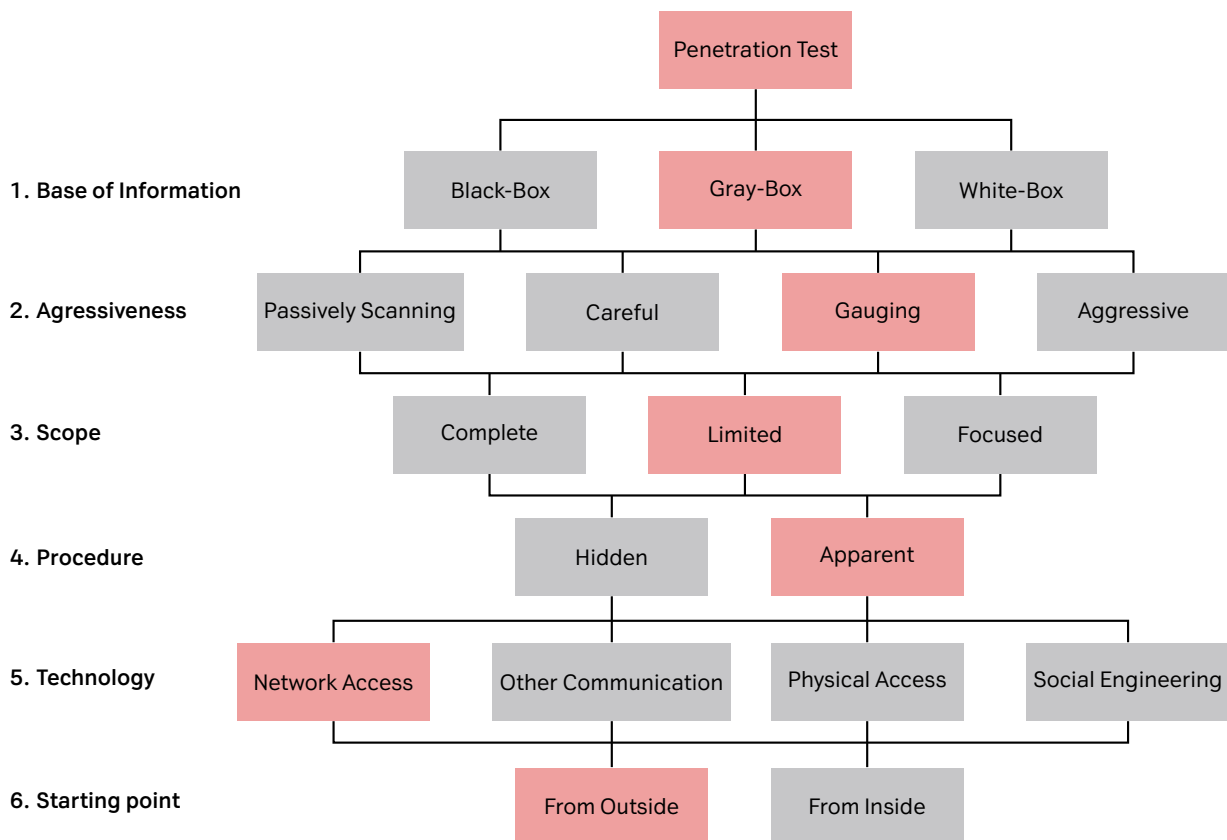 Penetration Test
1. Base of Information
Black-Box
Gray-Box
White-Box
2. Agressiveness
Passively Scanning
Careful
Gauging
Aggressive
3. Scope
Complete
Limited
Focused
4. Procedure
Hidden
Apparent
5. Technology
Network Access
Other Communication
Physical Access
Social Engineering
6. Starting point
From Outside
From Inside